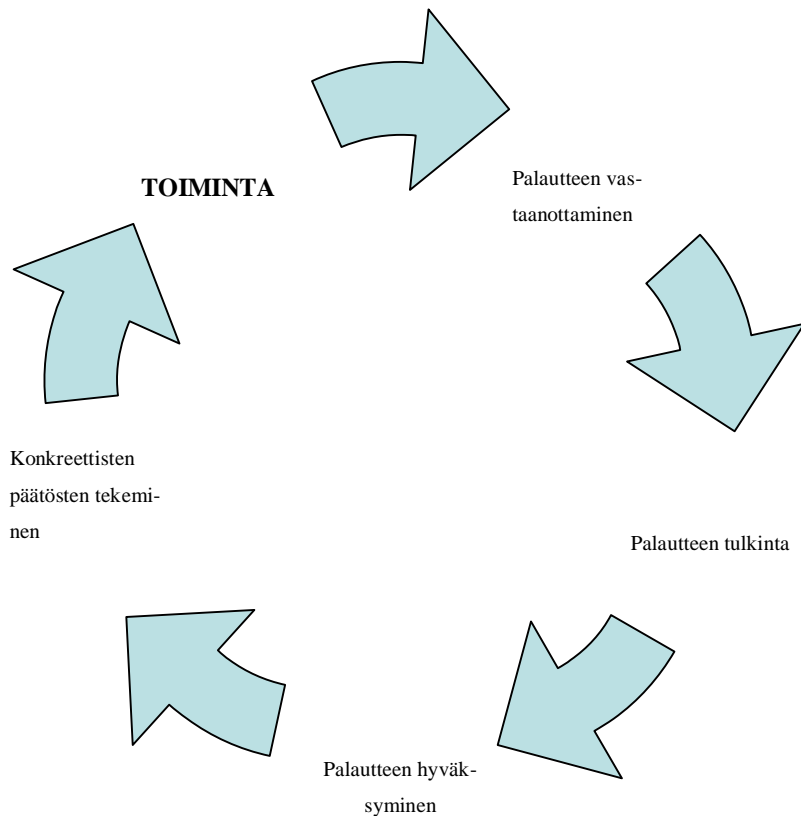 TOIMINTA
Palautteen vas-
taanottaminen
Palautteen tulkinta
Palautteen hyväk-
syminen
Konkreettisten
päätösten tekemi-
nen